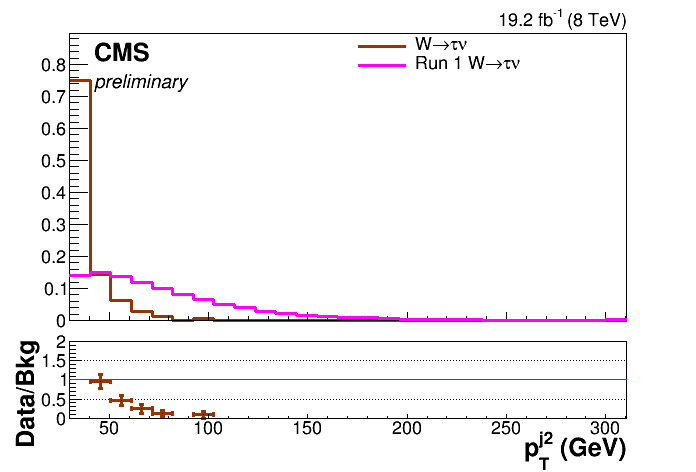 19.2 fb-1 (8 TeV)
CMS
preliminary
W→τν
Run 1 W→τν
0.8
0.7
0.6
0.5
0.4
0.3
0.2
0.1
0
Data/Bkg
2
1.5
1
0.5
0
50 100 150 200 250 300
pTj2 (GeV)